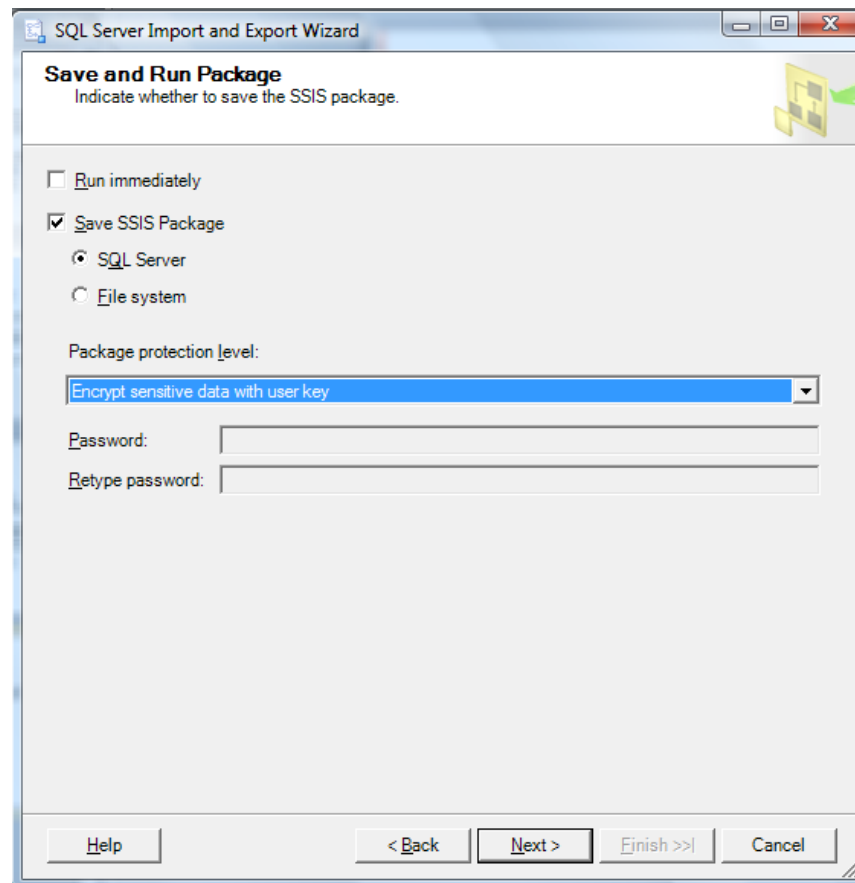 SQL Server Import and Export Wizard
Save and Run Package
Indicate whether to save the SSIS package.
Run immediately
Save SSIS Package
SQL Server
File system
Package protection level:
Encrypt sensitive data with user key
Password:
Retype password:
Help < Back Next > Finish >>| Cancel